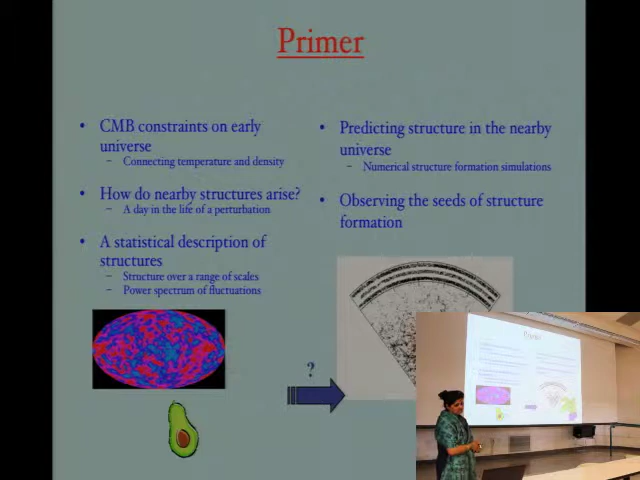 Primer
• CMB constraints on early
universe
– Connecting temperature and density
• How do nearby structures arise?
– A day in the life of a perturbation
• A statistical description of
structures
– Structure over a range of scales
– Power spectrum of fluctuations
• Predicting structure in the nearby
universe
– Numerical structure formation simulations
• Observing the seeds of structure
formation
?
Primer